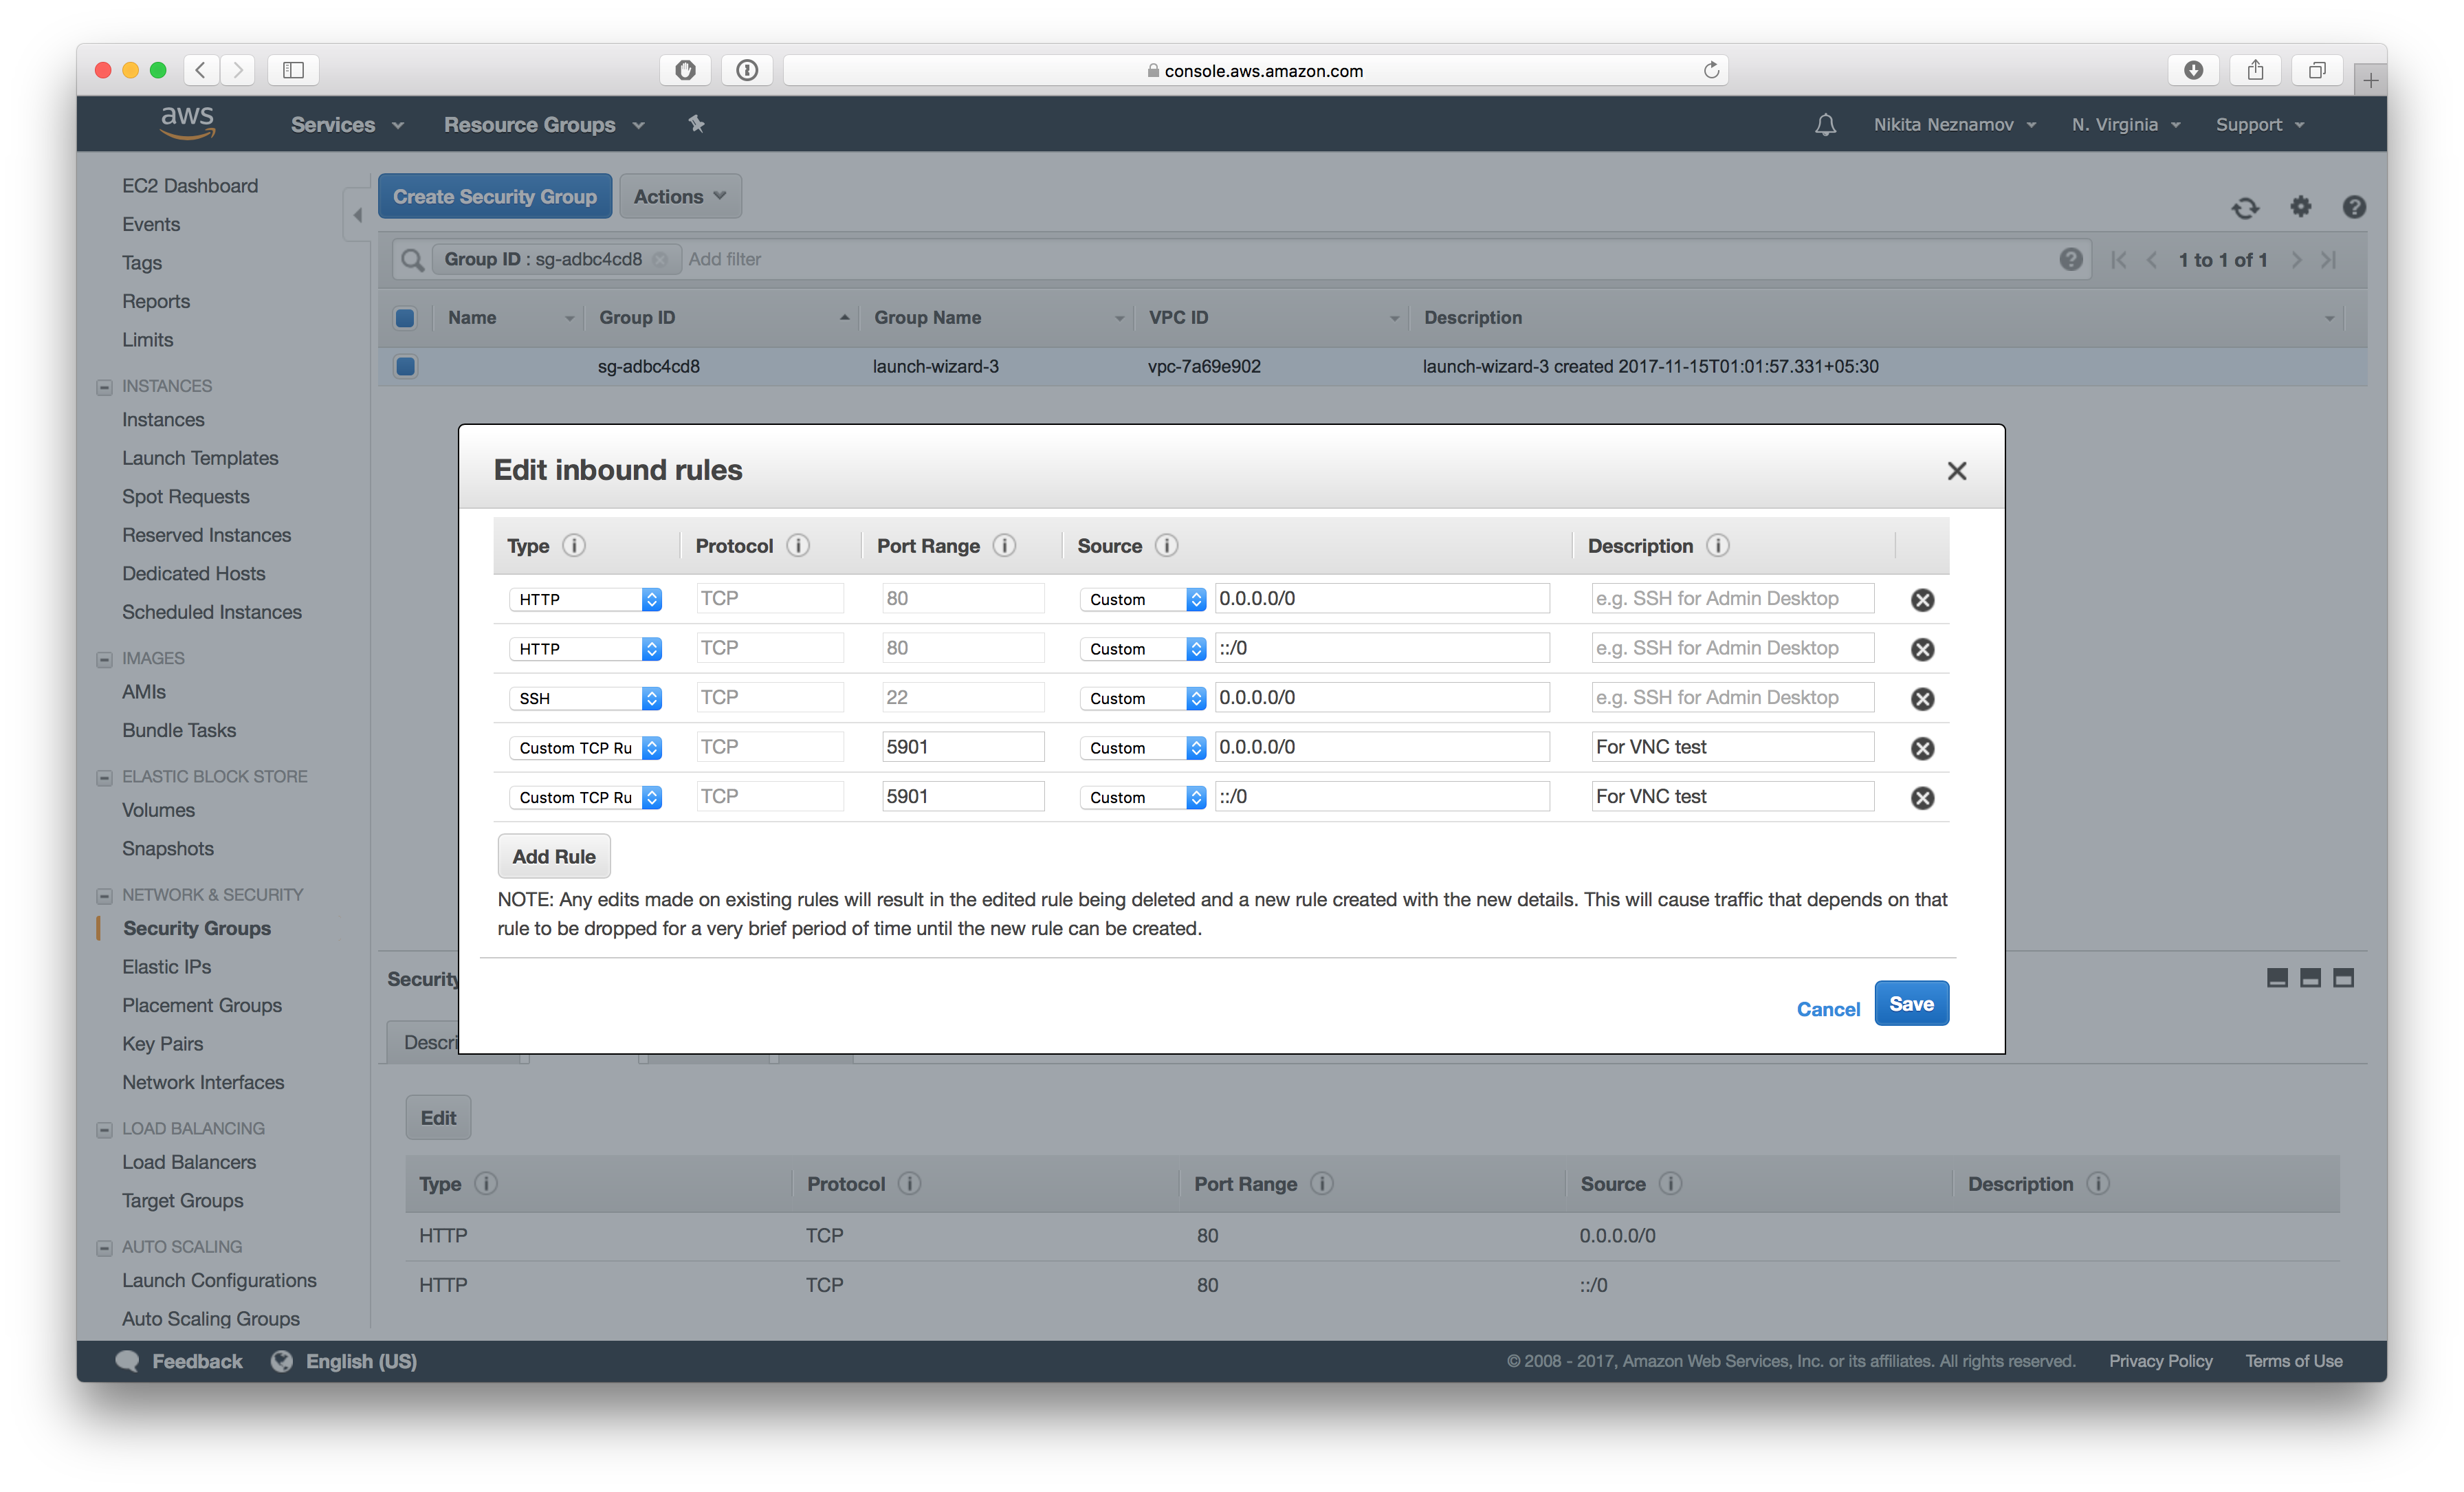 console.aws.amazon.com
aws Services Resource Groups Nikita Neznamov N. Virginia Support
EC2 Dashboard
Events
Tags
Reports
Limits
INSTANCES
Instances
Launch Templates
Spot Requests
Reserved Instances
Dedicated Hosts
Scheduled Instances
IMAGES
AMIs
Bundle Tasks
ELASTIC BLOCK STORE
Volumes
Snapshots
NETWORK & SECURITY
Security Groups
Elastic IPs
Placement Groups
Key Pairs
Network Interfaces
LOAD BALANCING
Load Balancers
Target Groups
AUTO SCALING
Launch Configurations
Auto Scaling Groups
Create Security Group Actions
Group ID : sg-adbc4cd8 Add filter 1 to 1 of 1
Name Group ID Group Name VPC ID Description
sg-adbc4cd8 launch-wizard-3 vpc-7a69e902 launch-wizard-3 created 2017-11-15T01:01:57.331+05:30
Edit inbound rules
Type Protocol Port Range Source Description
HTTP TCP 80 Custom 0.0.0.0/0 e.g. SSH for Admin Desktop
HTTP TCP 80 Custom ::/0 e.g. SSH for Admin Desktop
SSH TCP 22 Custom 0.0.0.0/0 e.g. SSH for Admin Desktop
Custom TCP Ru TCP 5901 Custom 0.0.0.0/0 For VNC test
Custom TCP Ru TCP 5901 Custom ::/0 For VNC test
Add Rule
NOTE: Any edits made on existing rules will result in the edited rule being deleted and a new rule created with the new details. This will cause traffic that depends on that
rule to be dropped for a very brief period of time until the new rule can be created.
Cancel Save
Security
Descri
Edit
Type Protocol Port Range Source Description
HTTP TCP 80 0.0.0.0/0
HTTP TCP 80 ::/0
Feedback English (US) © 2008 - 2017, Amazon Web Services, Inc. or its affiliates. All rights reserved. Privacy Policy Terms of Use